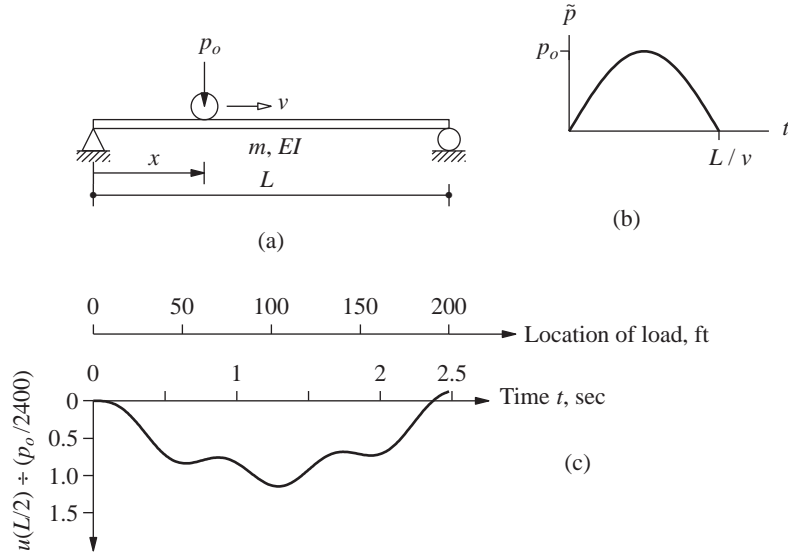 p_o
v
m, EI
x
L
(a)
p̃
p_o
t
L / v
(b)
0 50 100 150 200
Location of load, ft
0 1 2 2.5
Time t, sec
0
0.5
1.0
1.5
u(L/2) ÷ (p_o/2400)
(c)